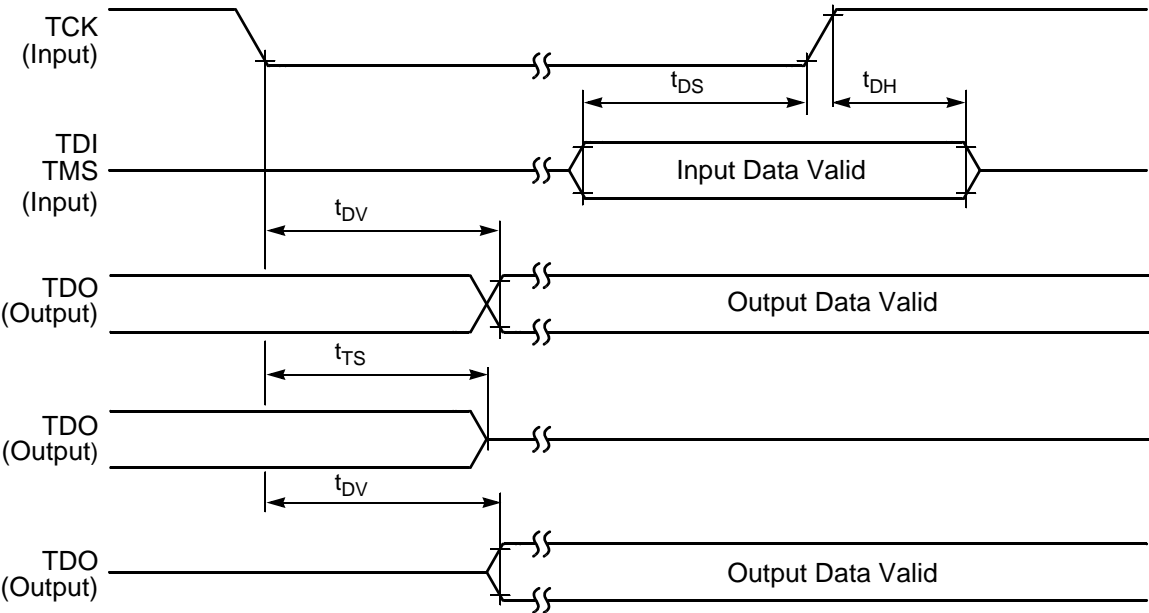 TCK
(Input)
tDS
tDH
TDI
TMS
(Input)
Input Data Valid
tDV
TDO
(Output)
Output Data Valid
tTS
TDO
(Output)
tDV
TDO
(Output)
Output Data Valid